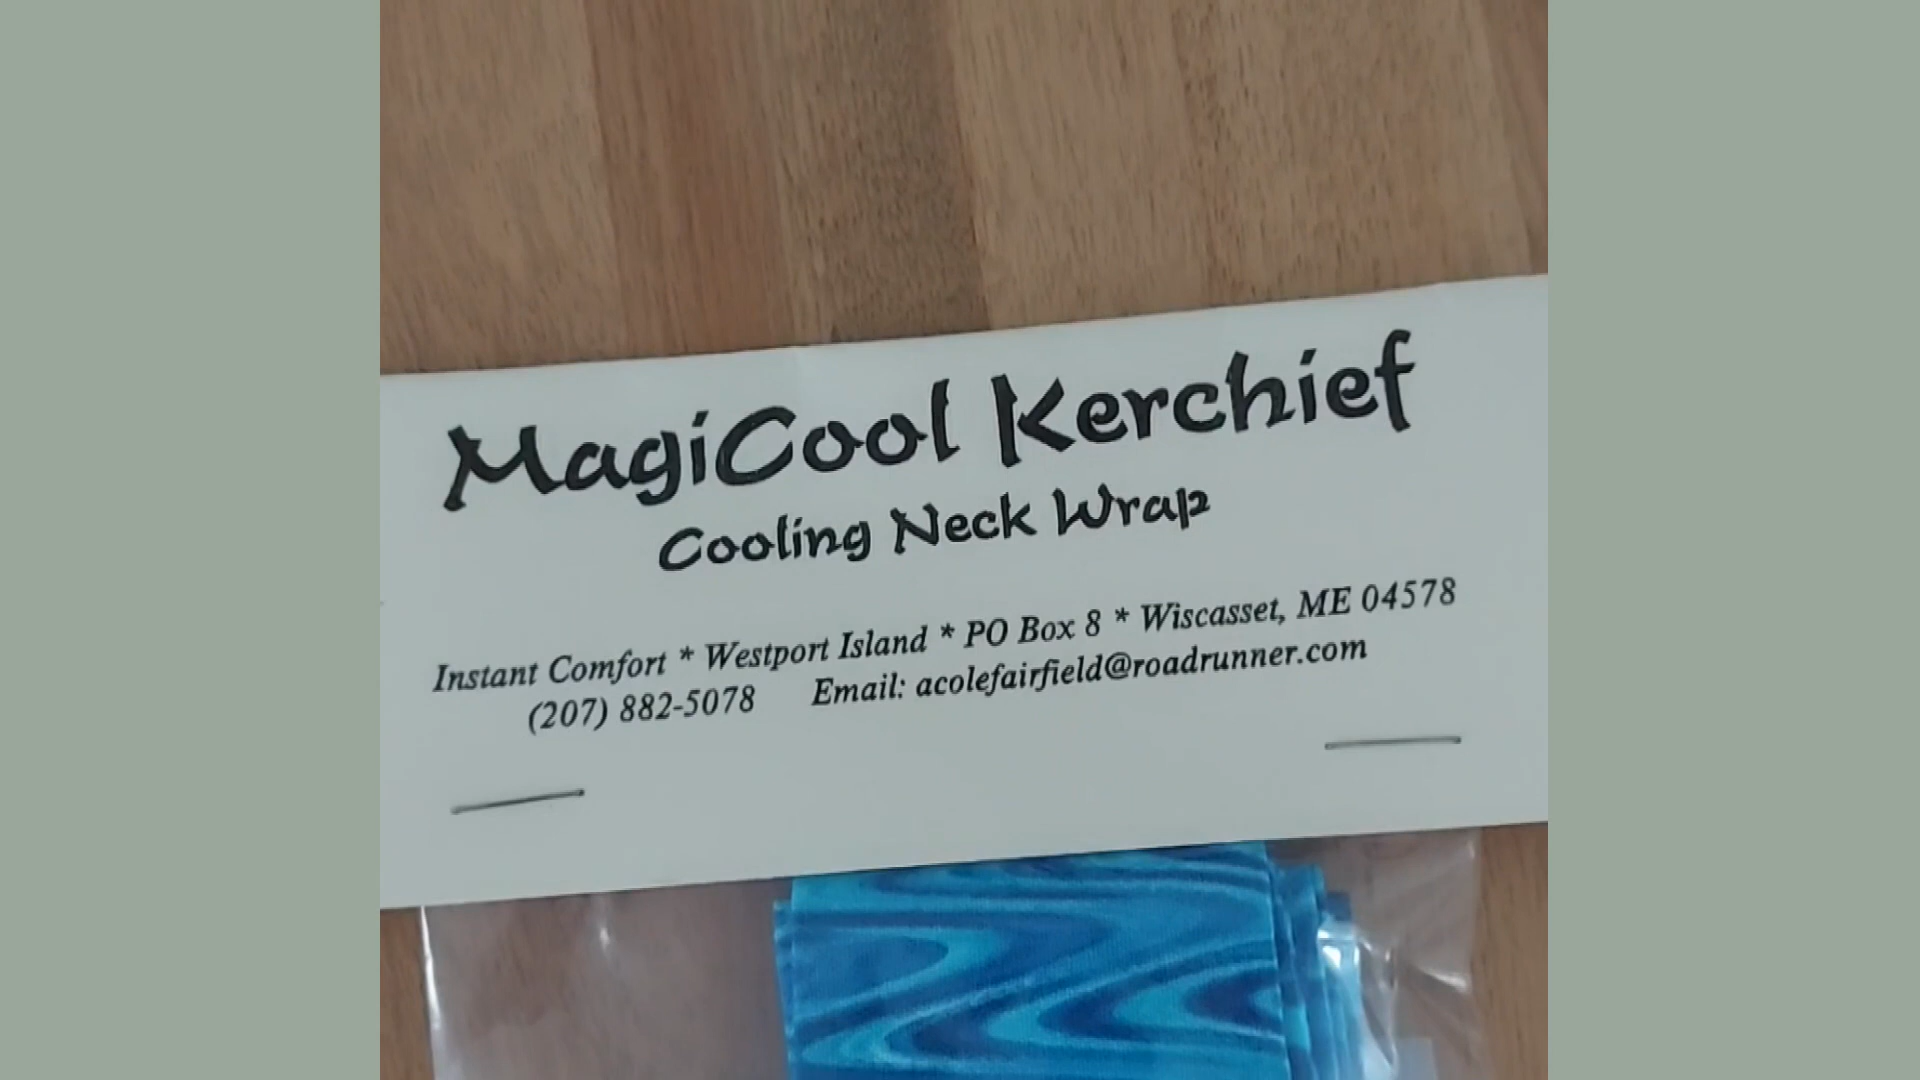 MagiCool Kerchief
Cooling Neck Wrap
Instant Comfort * Westport Island * PO Box 8 * Wiscasset, ME 04578
(207) 882-5078 Email: acolefairfield@roadrunner.com